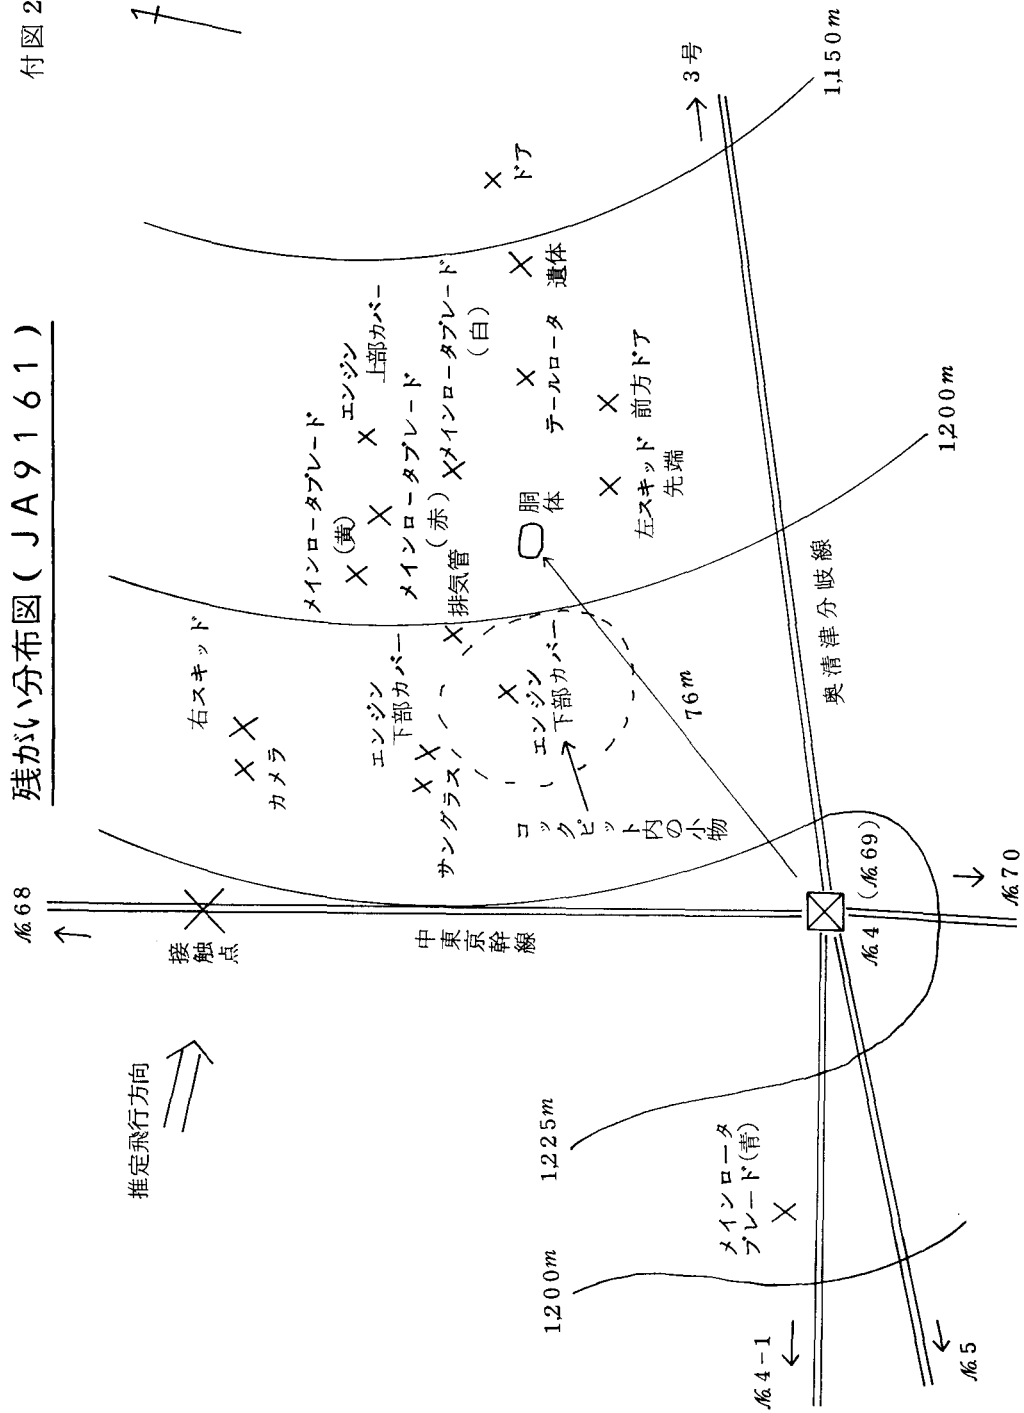 付図2
残がい分布図(JA9161)
№68
接触点
中東京幹線
推定飛行方向
右スキッド
カメラ
エンジン
下部カバー
サングラス
排気管
エンジン
下部カバー
コックピット内の小物
メインロータブレード
(黄)
メインロータブレード
(赤)
エンジン
上部カバー
メインロータブレード
(白)
胴体
テールロータ
遺体
ドア
左スキッド
先端
前方ドア
76m
奥清津分岐線
3号
1,150m
1,200m
№4(№69)
№70
1,225m
メインロータ
ブレード(青)
1,200m
№4-1
№5